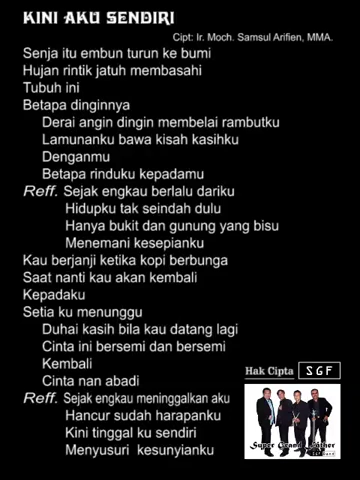 KINI AKU SENDIRI
Cipt: Ir. Moch. Samsul Arifien, MMA.
Senja itu embun turun ke bumi
Hujan rintik jatuh membasahi
Tubuh ini
Betapa dinginnya
Derai angin dingin membelai rambutku
Lamunanku bawa kisah kasihku
Denganmu
Betapa rinduku kepadamu
Reff. Sejak engkau berlalu dariku
Hidupku tak seindah dulu
Hanya bukit dan gunung yang bisu
Menemani kesepianku
Kau berjanji ketika kopi berbunga
Saat nanti kau akan kembali
Kepadaku
Setia ku menunggu
Duhai kasih bila kau datang lagi
Cinta ini bersemi dan bersemi
Kembali
Cinta nan abadi
Reff. Sejak engkau meninggalkan aku
Hancur sudah harapanku
Kini tinggal ku sendiri
Menyusuri kesunyianku
Hak Cipta SGF
Super Grand Father